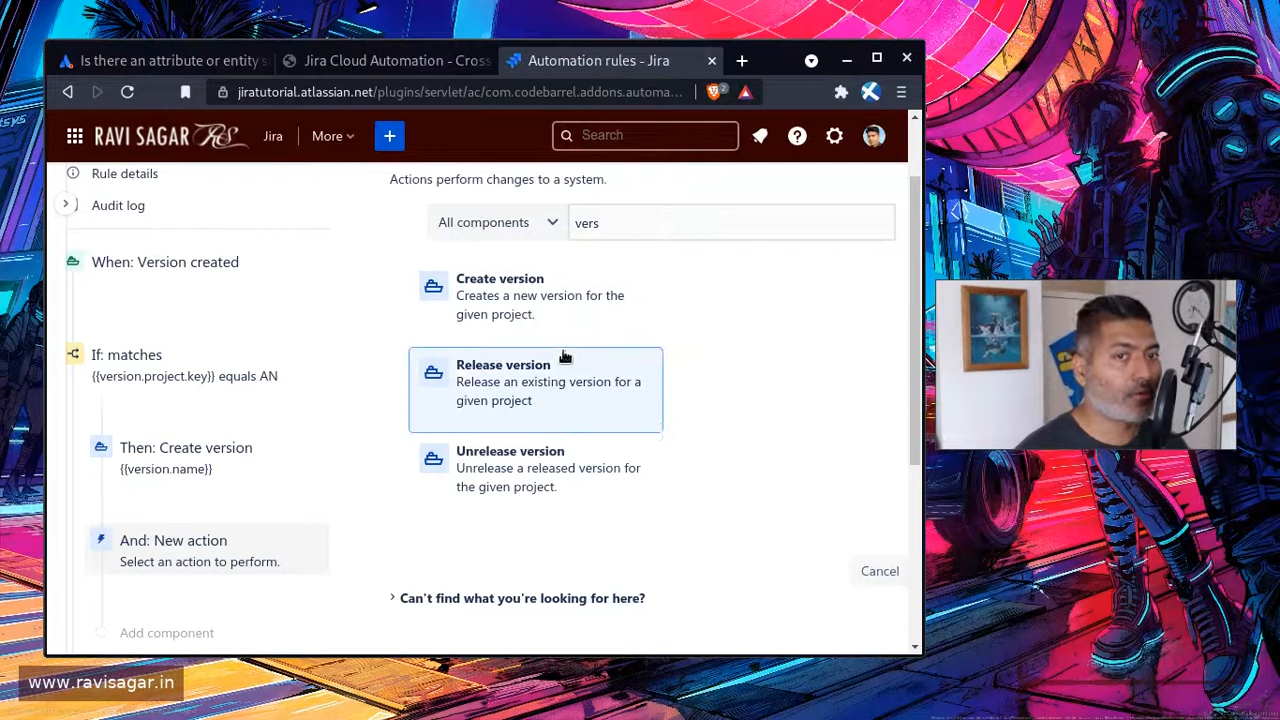 Is there an attribute or entity s
Jira Cloud Automation - Cross
Automation rules - Jira
jiratutorial.atlassian.net/plugins/servlet/ac/com.codebarrel.addons.automa...
2
RAVI SAGAR RS
Jira
More
Search
Rule details
Audit log
When: Version created
If: matches
{{version.project.key}} equals AN
Then: Create version
{{version.name}}
And: New action
Select an action to perform.
Add component
Actions perform changes to a system.
All components
vers
Create version
Creates a new version for the
given project.
Release version
Release an existing version for a
given project
Unrelease version
Unrelease a released version for
the given project.
Cancel
Can't find what you're looking for here?
www.ravisagar.in